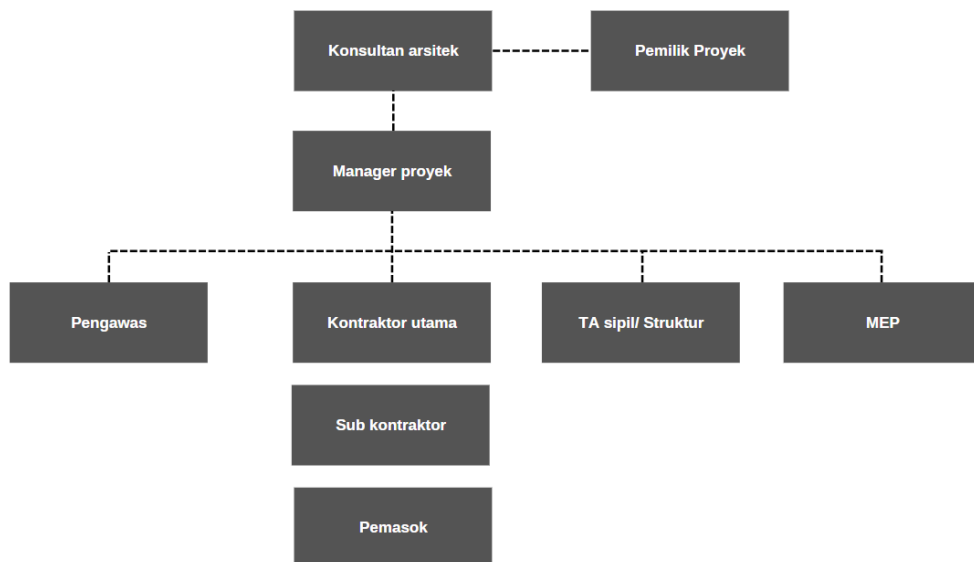 Konsultan arsitek
Pemilik Proyek
Manager proyek
Pengawas
Kontraktor utama
TA sipil/ Struktur
MEP
Sub kontraktor
Pemasok